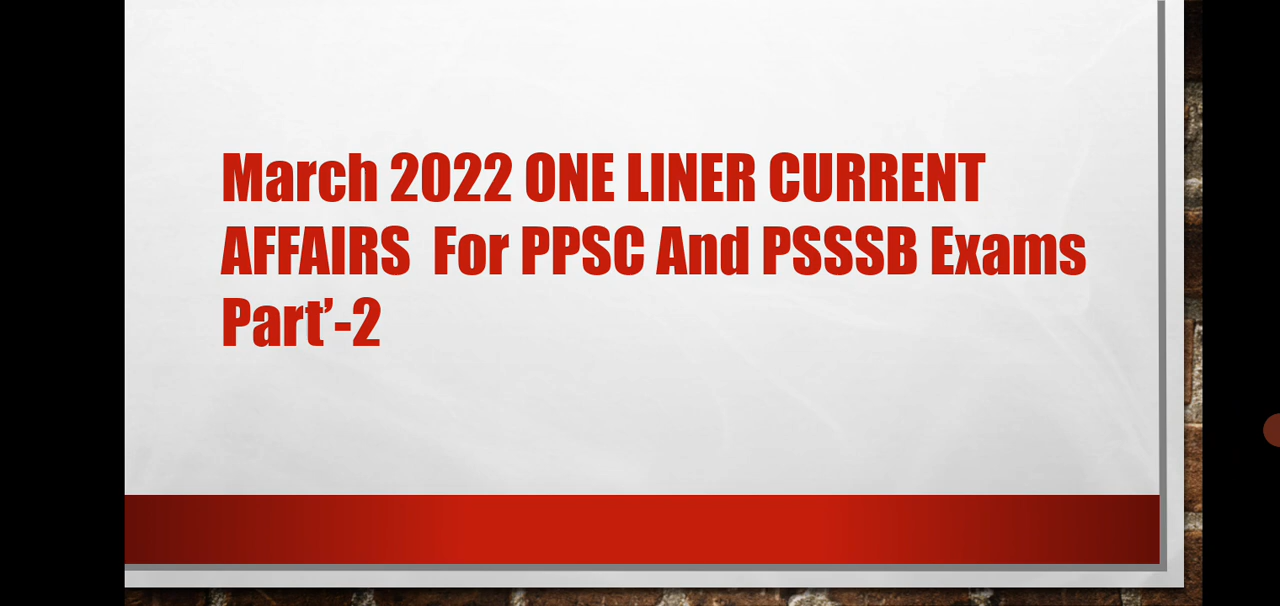 March 2022 ONE LINER CURRENT
AFFAIRS For PPSC And PSSSB Exams
Part’-2